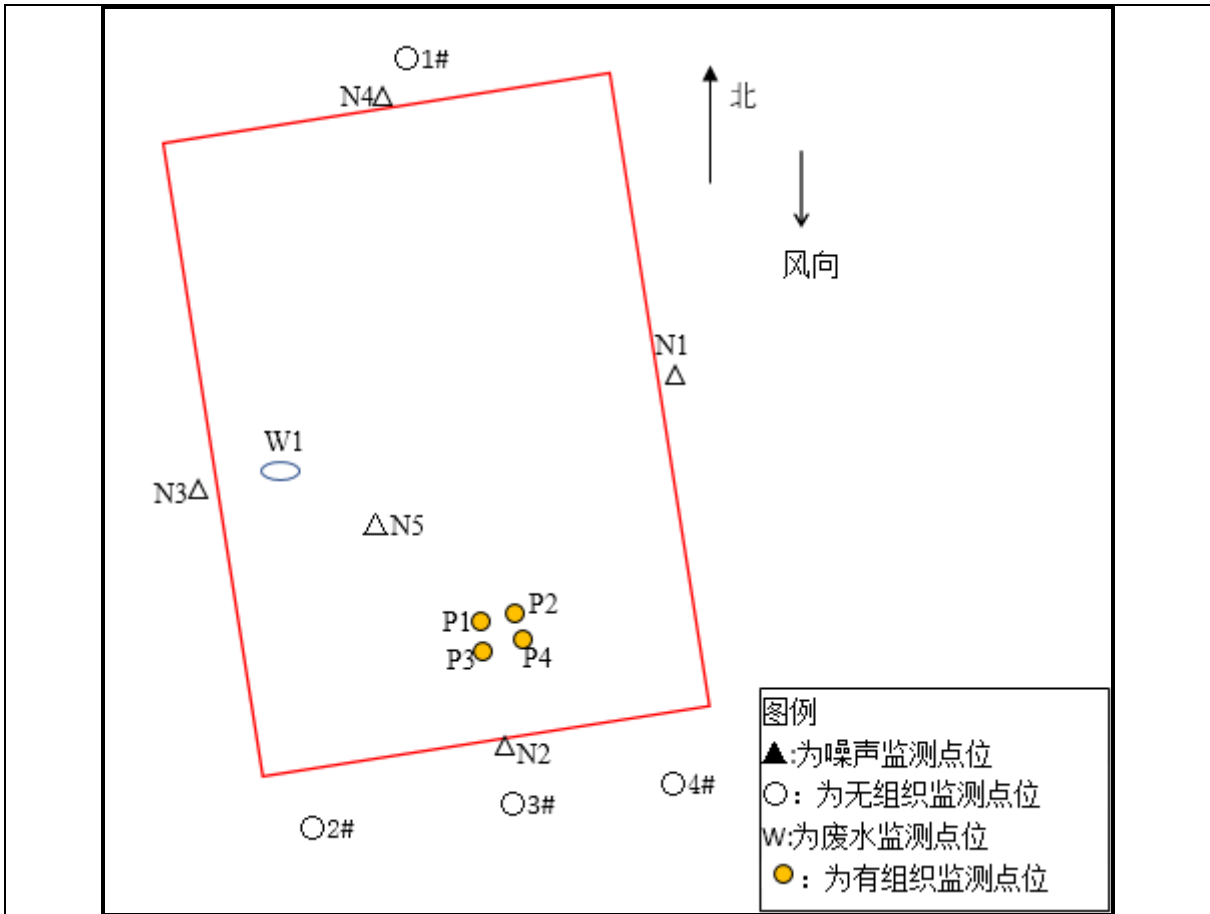 1#
N4
北
风向
N1
W1
N3
N5
P1
P2
P3
P4
N2
2#
3#
4#
图例
▲:为噪声监测点位
○：为无组织监测点位
W:为废水监测点位
：为有组织监测点位